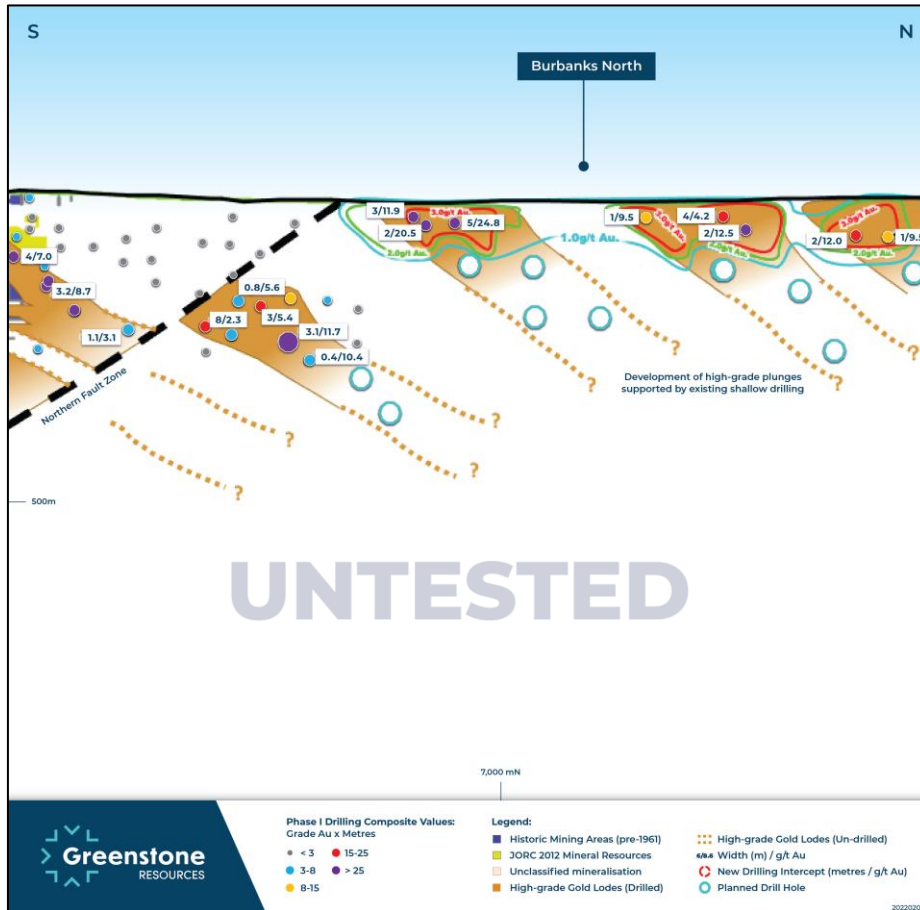 S
N
Burbanks North
3/11.9
3.0g/t Au.
5/24.8
2/20.5
2.0g/t Au.
1.0g/t Au.
1/9.5
4/4.2
3.0g/t Au.
2/12.5
2.0g/t Au.
3.0g/t Au.
2/12.0
1/9.5
2.0g/t Au.
4/7.0
3.2/8.7
1.1/3.1
0.8/5.6
8/2.3
3/5.4
3.1/11.7
0.4/10.4
Northern Fault Zone
Development of high-grade plunges
supported by existing shallow drilling
?
?
?
?
?
?
?
?
500m
UNTESTED
7,000 mN
Greenstone
RESOURCES
Phase I Drilling Composite Values:
Grade Au x Metres
< 3
15-25
3-8
> 25
8-15
Legend:
Historic Mining Areas (pre-1961)
JORC 2012 Mineral Resources
Unclassified mineralisation
High-grade Gold Lodes (Drilled)
High-grade Gold Lodes (Un-drilled)
Width (m) / g/t Au
New Drilling Intercept (metres / g/t Au)
Planned Drill Hole